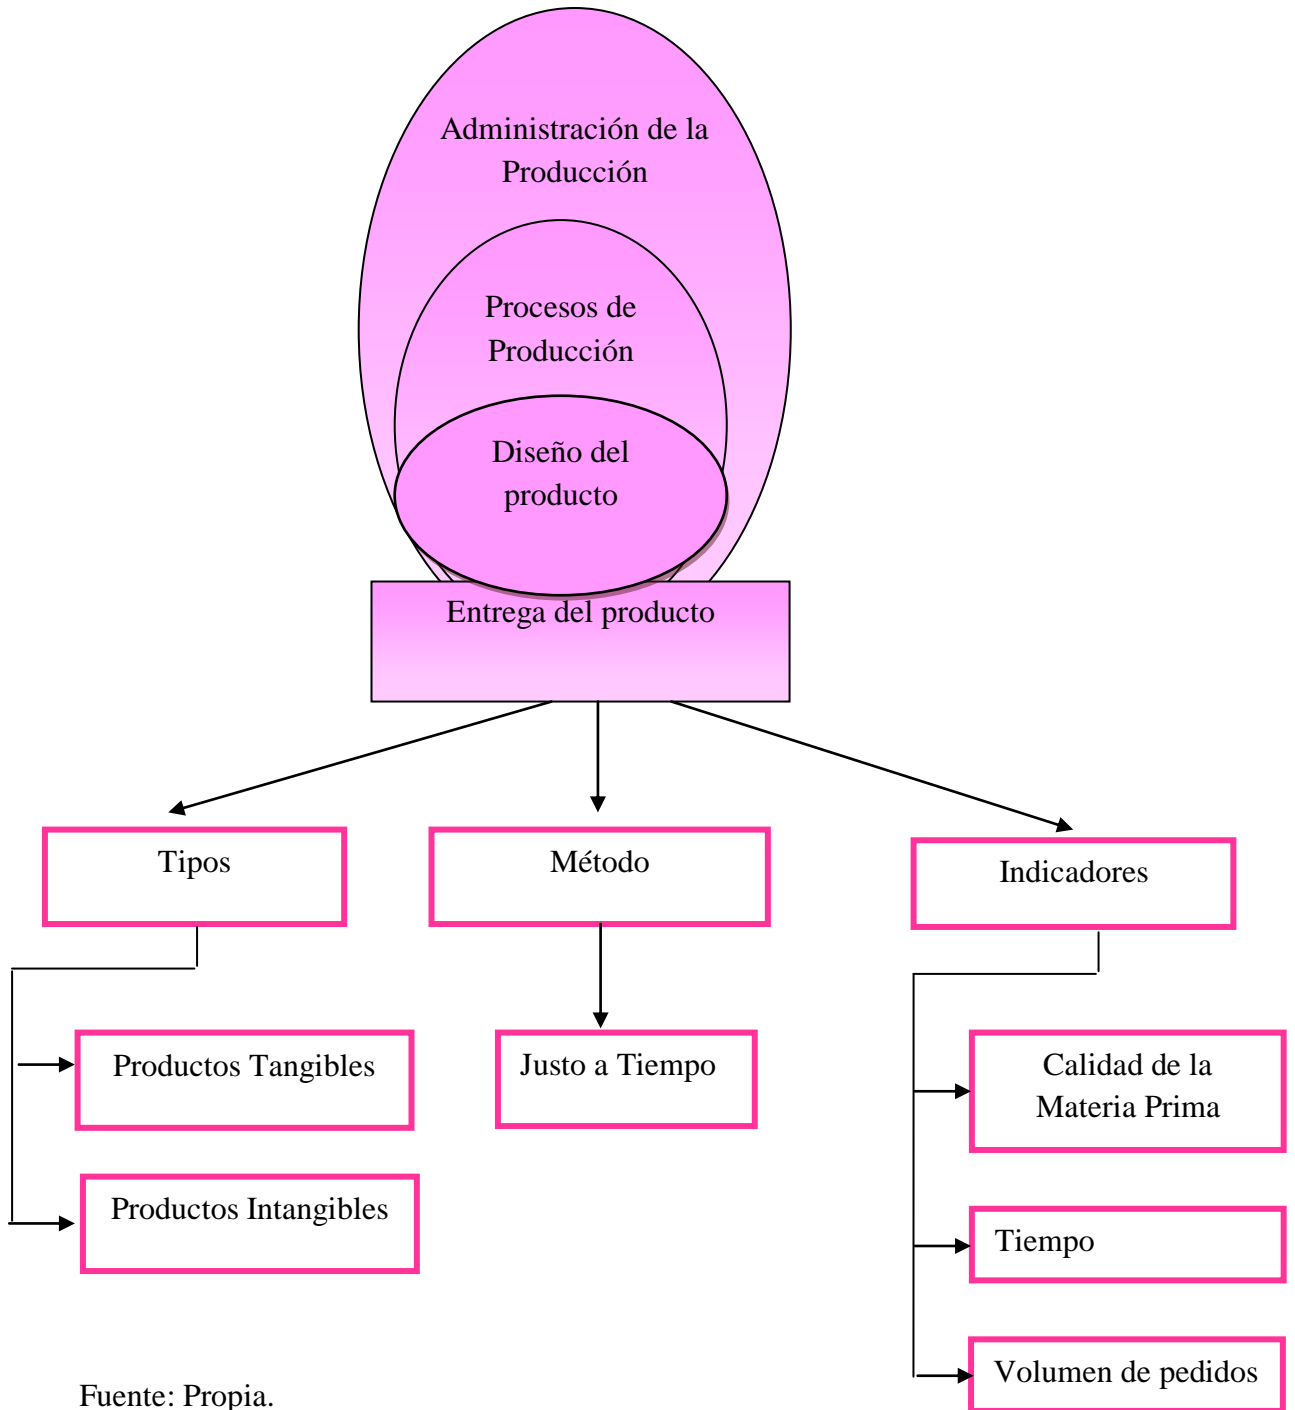 Administración de la
Producción
Procesos de
Producción
Diseño del
producto
Entrega del producto
Tipos
Método
Indicadores
Productos Tangibles
Justo a Tiempo
Calidad de la
Materia Prima
Productos Intangibles
Tiempo
Volumen de pedidos
Fuente: Propia.